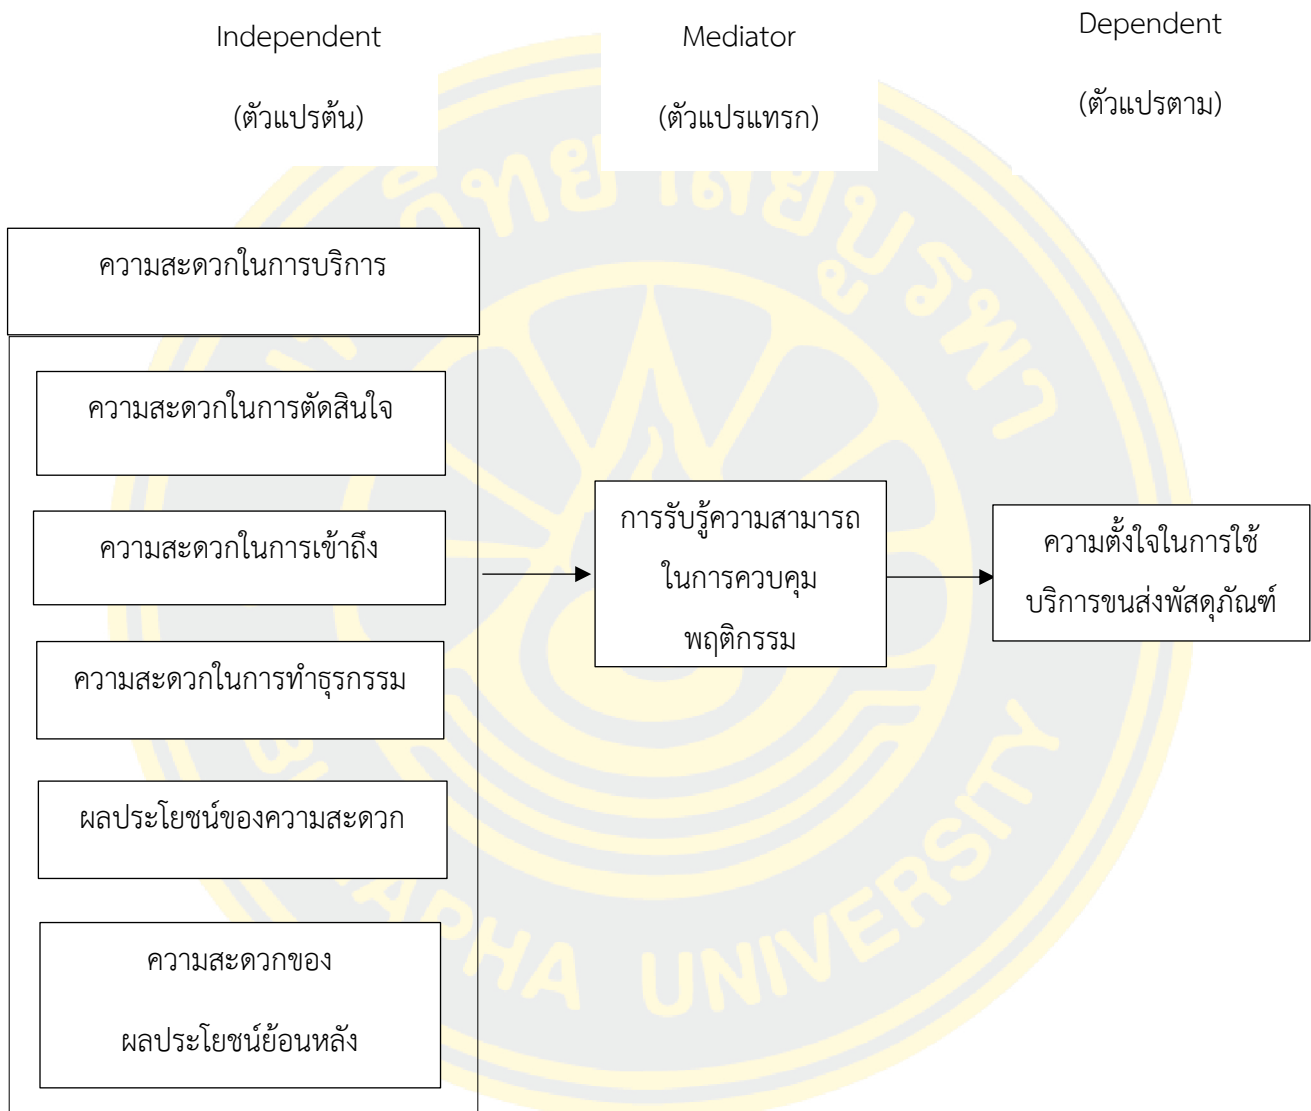 Independent
(ตัวแปรต้น)
Mediator
(ตัวแปรแทรก)
Dependent
(ตัวแปรตาม)
ความสะดวกในการบริการ
ความสะดวกในการตัดสินใจ
ความสะดวกในการเข้าถึง
ความสะดวกในการทำธุรกรรม
ผลประโยชน์ของความสะดวก
ความสะดวกของ
ผลประโยชน์ย้อนหลัง
การรับรู้ความสามารถ
ในการควบคุม
พฤติกรรม
ความตั้งใจในการใช้
บริการขนส่งพัสดุภัณฑ์
ยาลัยบูรพา
APHA UNIVERSITY